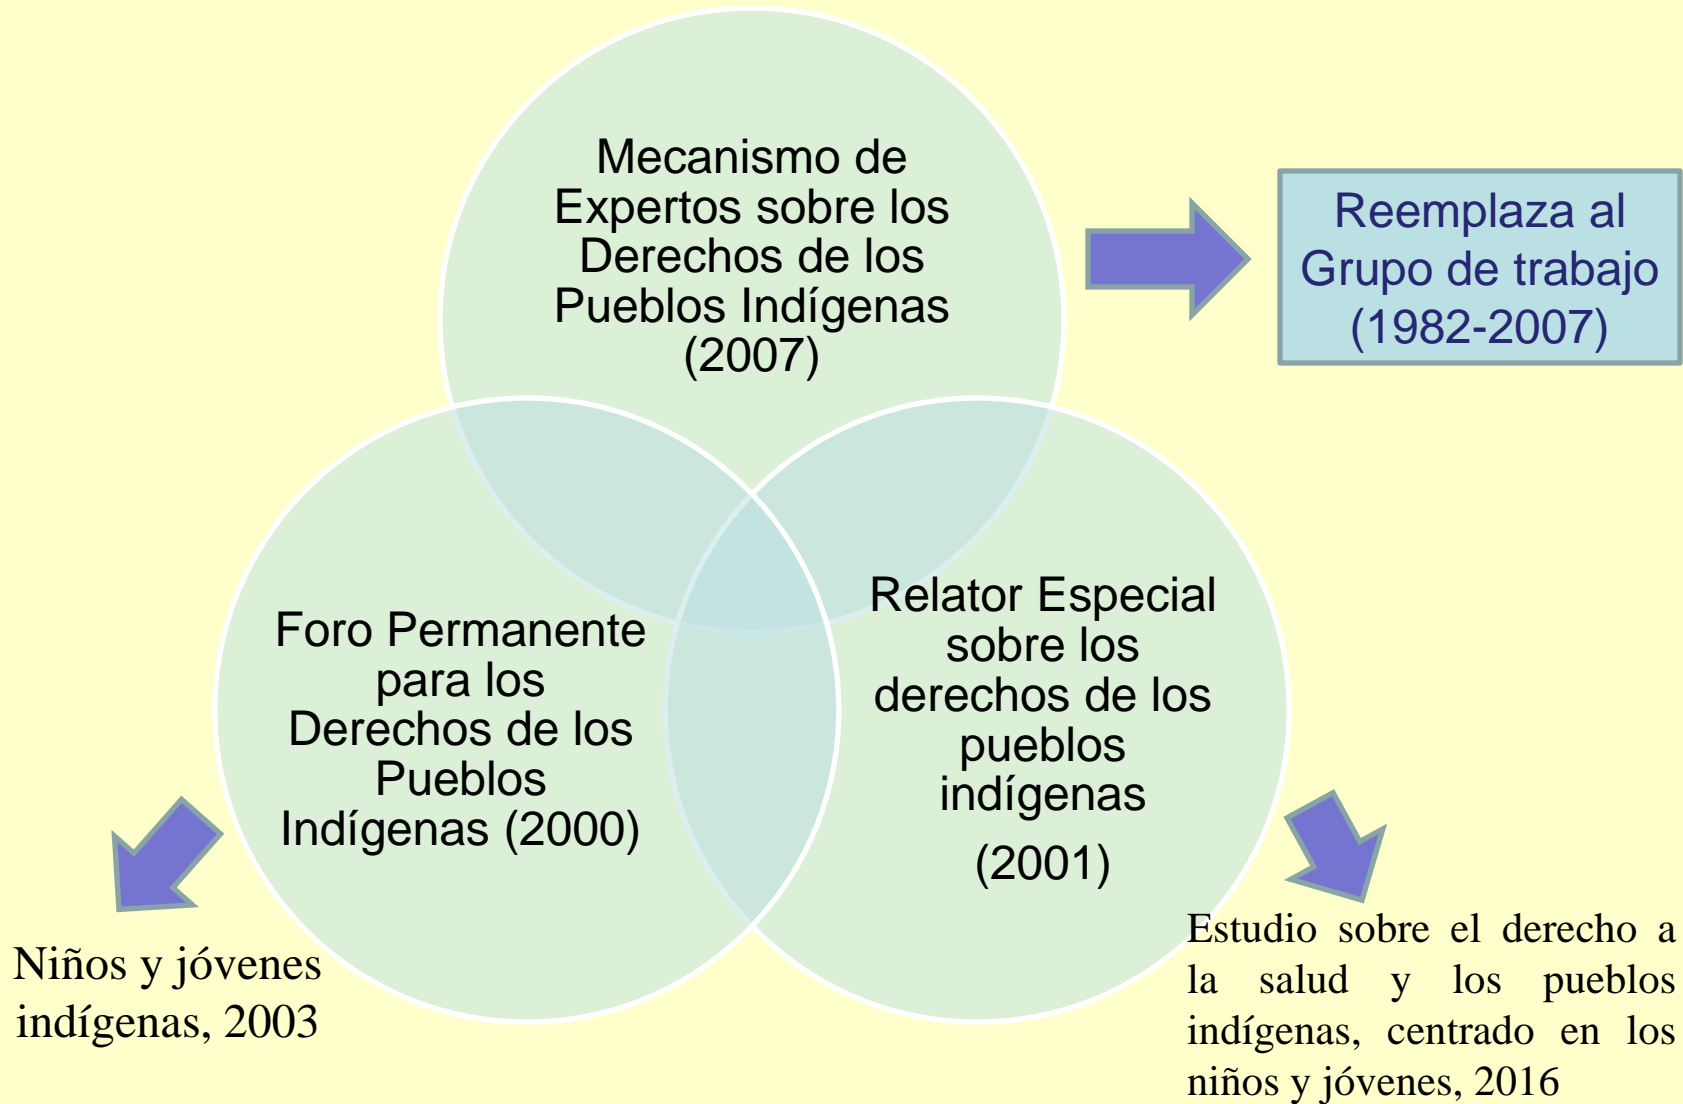 Mecanismo de
Expertos sobre los
Derechos de los
Pueblos Indígenas
(2007)
Reemplaza al
Grupo de trabajo
(1982-2007)
Foro Permanente
para los
Derechos de los
Pueblos
Indígenas (2000)
Relator Especial
sobre los
derechos de los
pueblos
indígenas
(2001)
Niños y jóvenes
indígenas, 2003
Estudio sobre el derecho a
la salud y los pueblos
indígenas, centrado en los
niños y jóvenes, 2016